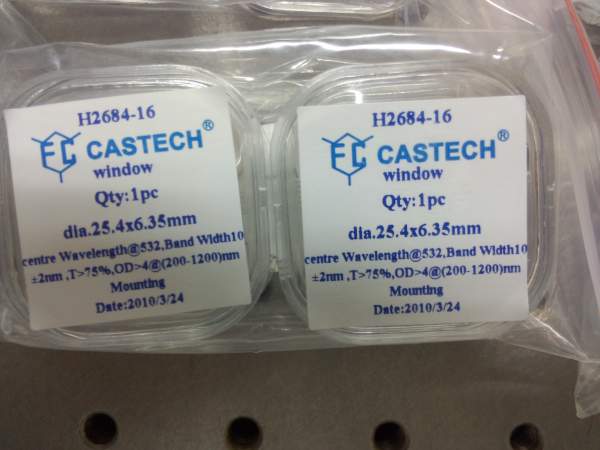 H2684-16
FC CASTECH®
window
Qty:1pc
dia.25.4x6.35mm
centre Wavelength@532,Band Width10
±2nm ,T>75%,OD>4@(200-1200)nm
Mounting
Date:2010/3/24
H2684-16
FC CASTECH®
window
Qty:1pc
dia.25.4x6.35mm
centre Wavelength@532,Band Width10
±2nm ,T>75%,OD>4@(200-1200)nm
Mounting
Date:2010/3/24